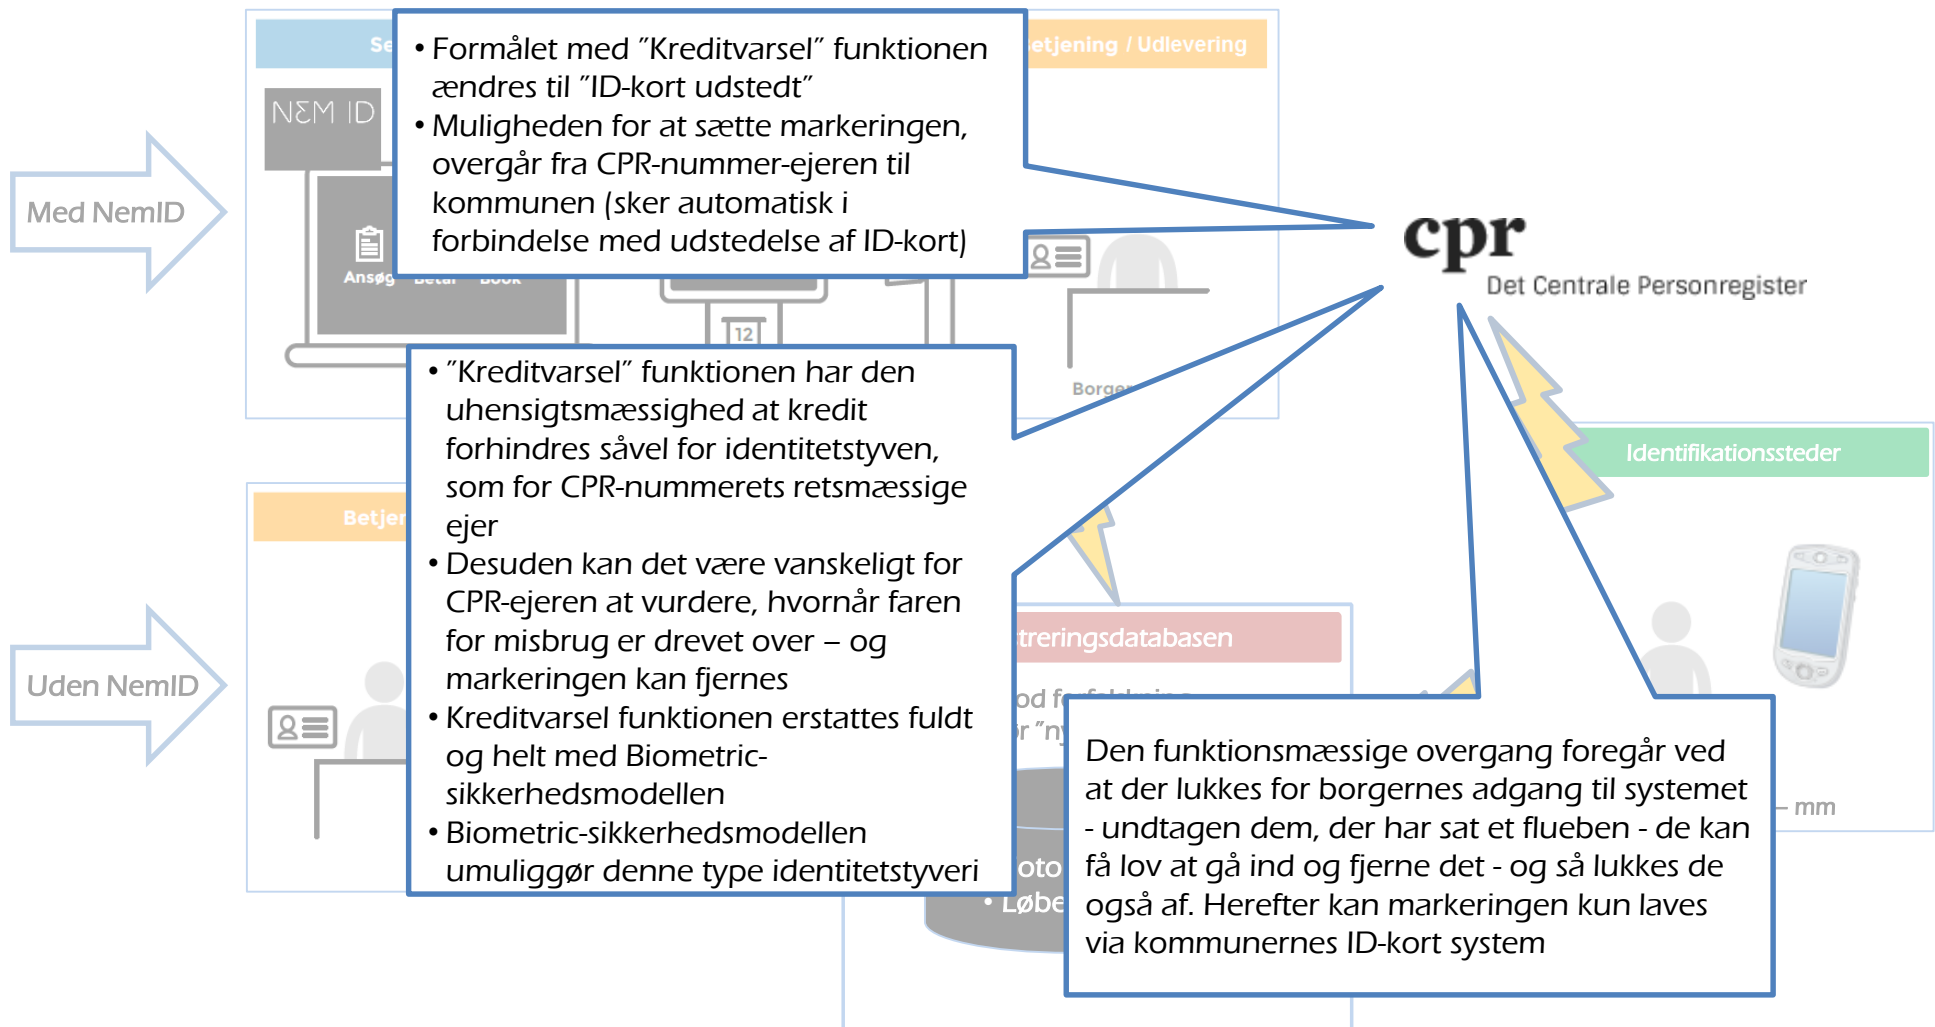 Betjening / Udlevering
• Formålet med ”Kreditvarsel” funktionen
ændres til ”ID-kort udstedt”
• Muligheden for at sætte markeringen,
overgår fra CPR-nummer-ejeren til
kommunen (sker automatisk i
forbindelse med udstedelse af ID-kort)
NEM ID
Med NemID
Ansøg Betal Book
12
cpr
Det Centrale Personregister
• ”Kreditvarsel” funktionen har den
uhensigtsmæssighed at kredit
forhindres såvel for identitetstyven,
som for CPR-nummerets retsmæssige
ejer
• Desuden kan det være vanskeligt for
CPR-ejeren at vurdere, hvornår faren
for misbrug er drevet over – og
markeringen kan fjernes
• Kreditvarsel funktionen erstattes fuldt
og helt med Biometric-
sikkerhedsmodellen
• Biometric-sikkerhedsmodellen
umuliggør denne type identitetstyveri
Borger
Identifikationssteder
Uden NemID
streringsdatabasen
– mm
Den funktionsmæssige overgang foregår ved
at der lukkes for borgernes adgang til systemet
- undtagen dem, der har sat et flueben - de kan
få lov at gå ind og fjerne det - og så lukkes de
også af. Herefter kan markeringen kun laves
via kommunernes ID-kort system